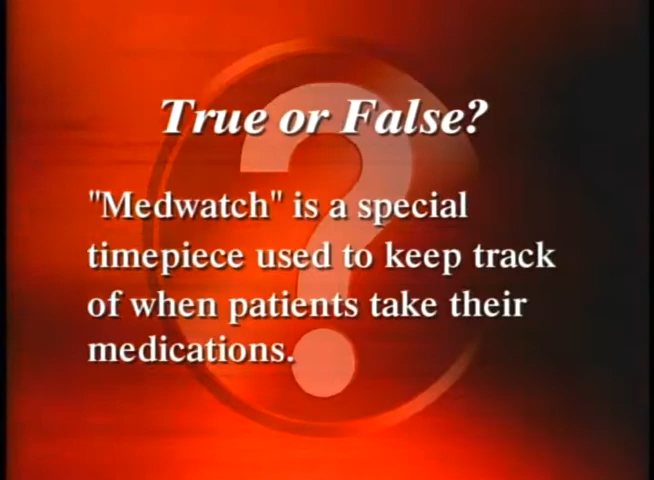 True or False?
"Medwatch" is a special
timepiece used to keep track
of when patients take their
medications.